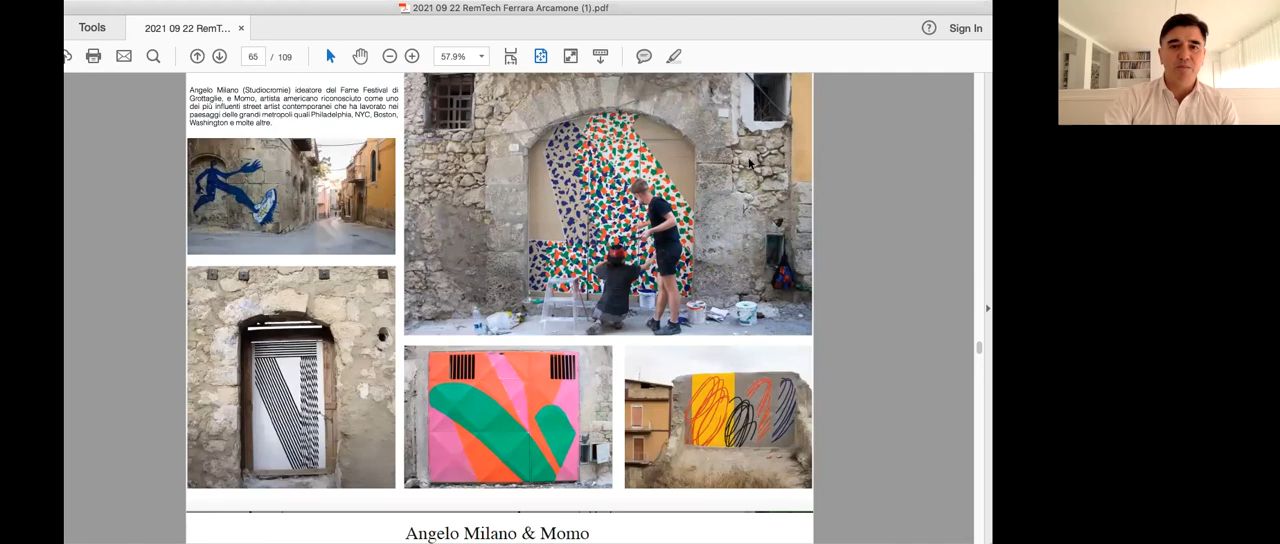 2021 09 22 RemTech Ferrara Arcamone (1).pdf
Tools
2021 09 22 RemT... ×
? Sign In
65 / 109
57.9%
Angelo Milano (Studiocromie) ideatore del Fame Festival di
Grottaglie, e Momo, artista americano riconosciuto come uno
dei più influenti street artist contemporanei che ha lavorato nei
paesaggi delle grandi metropoli quali Philadelphia, NYC, Boston,
Washington e molte altre.
Angelo Milano & Momo